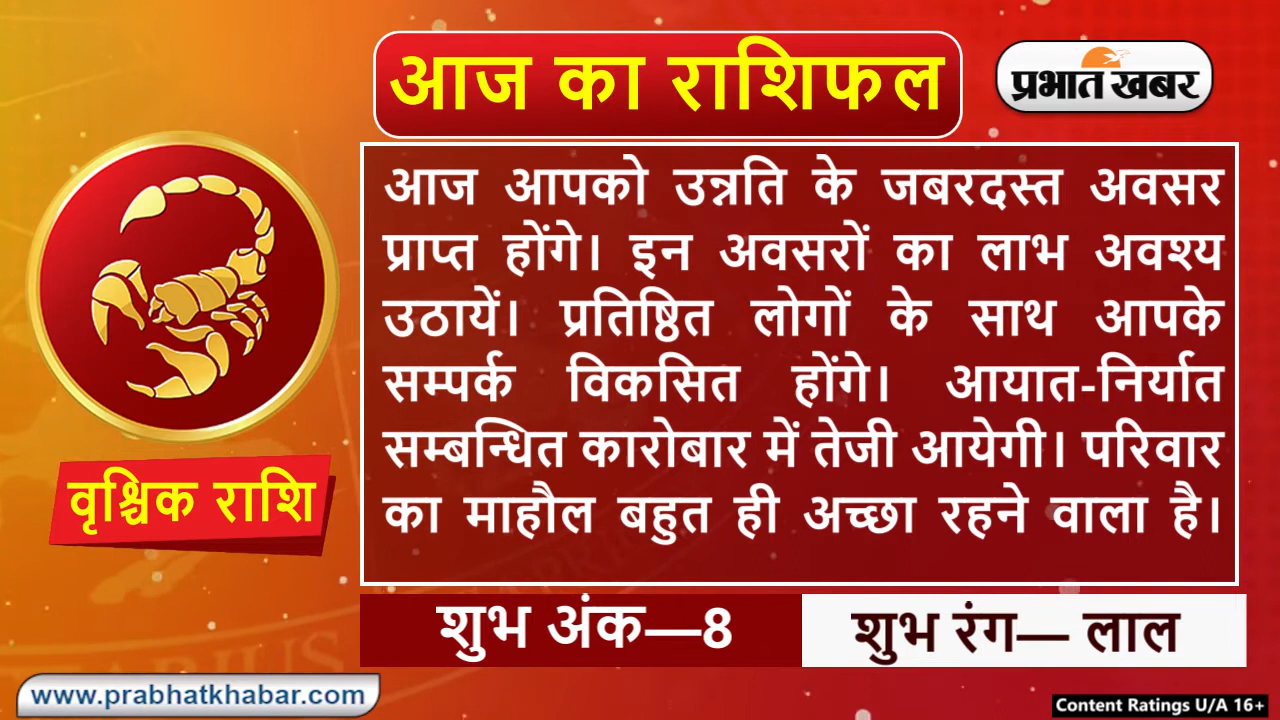 आज का राशिफल
प्रभात खबर
आज आपको उन्नति के जबरदस्त अवसर
प्राप्त होंगे। इन अवसरों का लाभ अवश्य
उठायें। प्रतिष्ठित लोगों के साथ आपके
सम्पर्क विकसित होंगे। आयात-निर्यात
सम्बन्धित कारोबार में तेजी आयेगी। परिवार
का माहौल बहुत ही अच्छा रहने वाला है।
वृश्चिक राशि
शुभ अंक—8
शुभ रंग— लाल
www.prabhatkhabar.com
Content Ratings U/A 16+